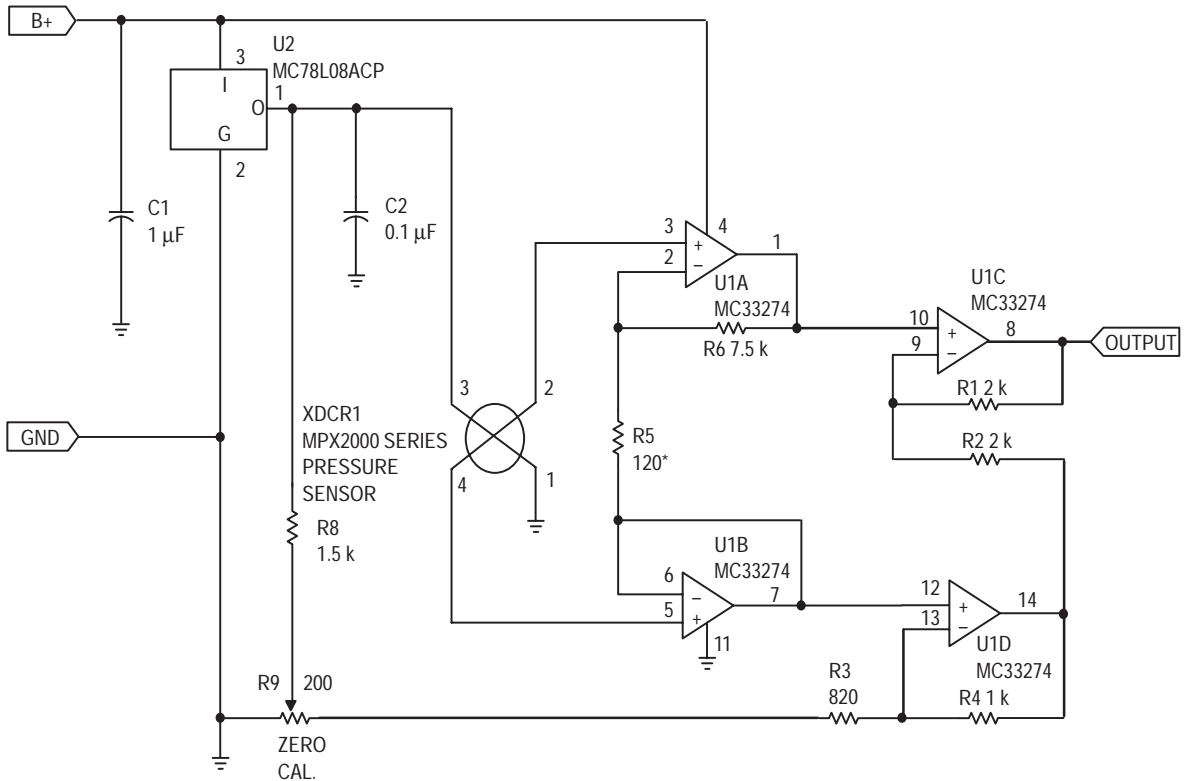 B+
U2
MC78L08ACP
3
I
1
O
G
2
C1
1 µF
C2
0.1 µF
3
4
1
+
2
−
U1A
MC33274
R6 7.5 k
U1C
MC33274
10
8
+
9
−
OUTPUT
R1 2 k
R2 2 k
GND
XDCR1
MPX2000 SERIES
PRESSURE
SENSOR
3
2
4
1
R5
120*
R8
1.5 k
U1B
MC33274
6
−
7
5
+
11
12
14
+
13
−
U1D
MC33274
R3
820
R4 1 k
R9 200
ZERO
CAL.